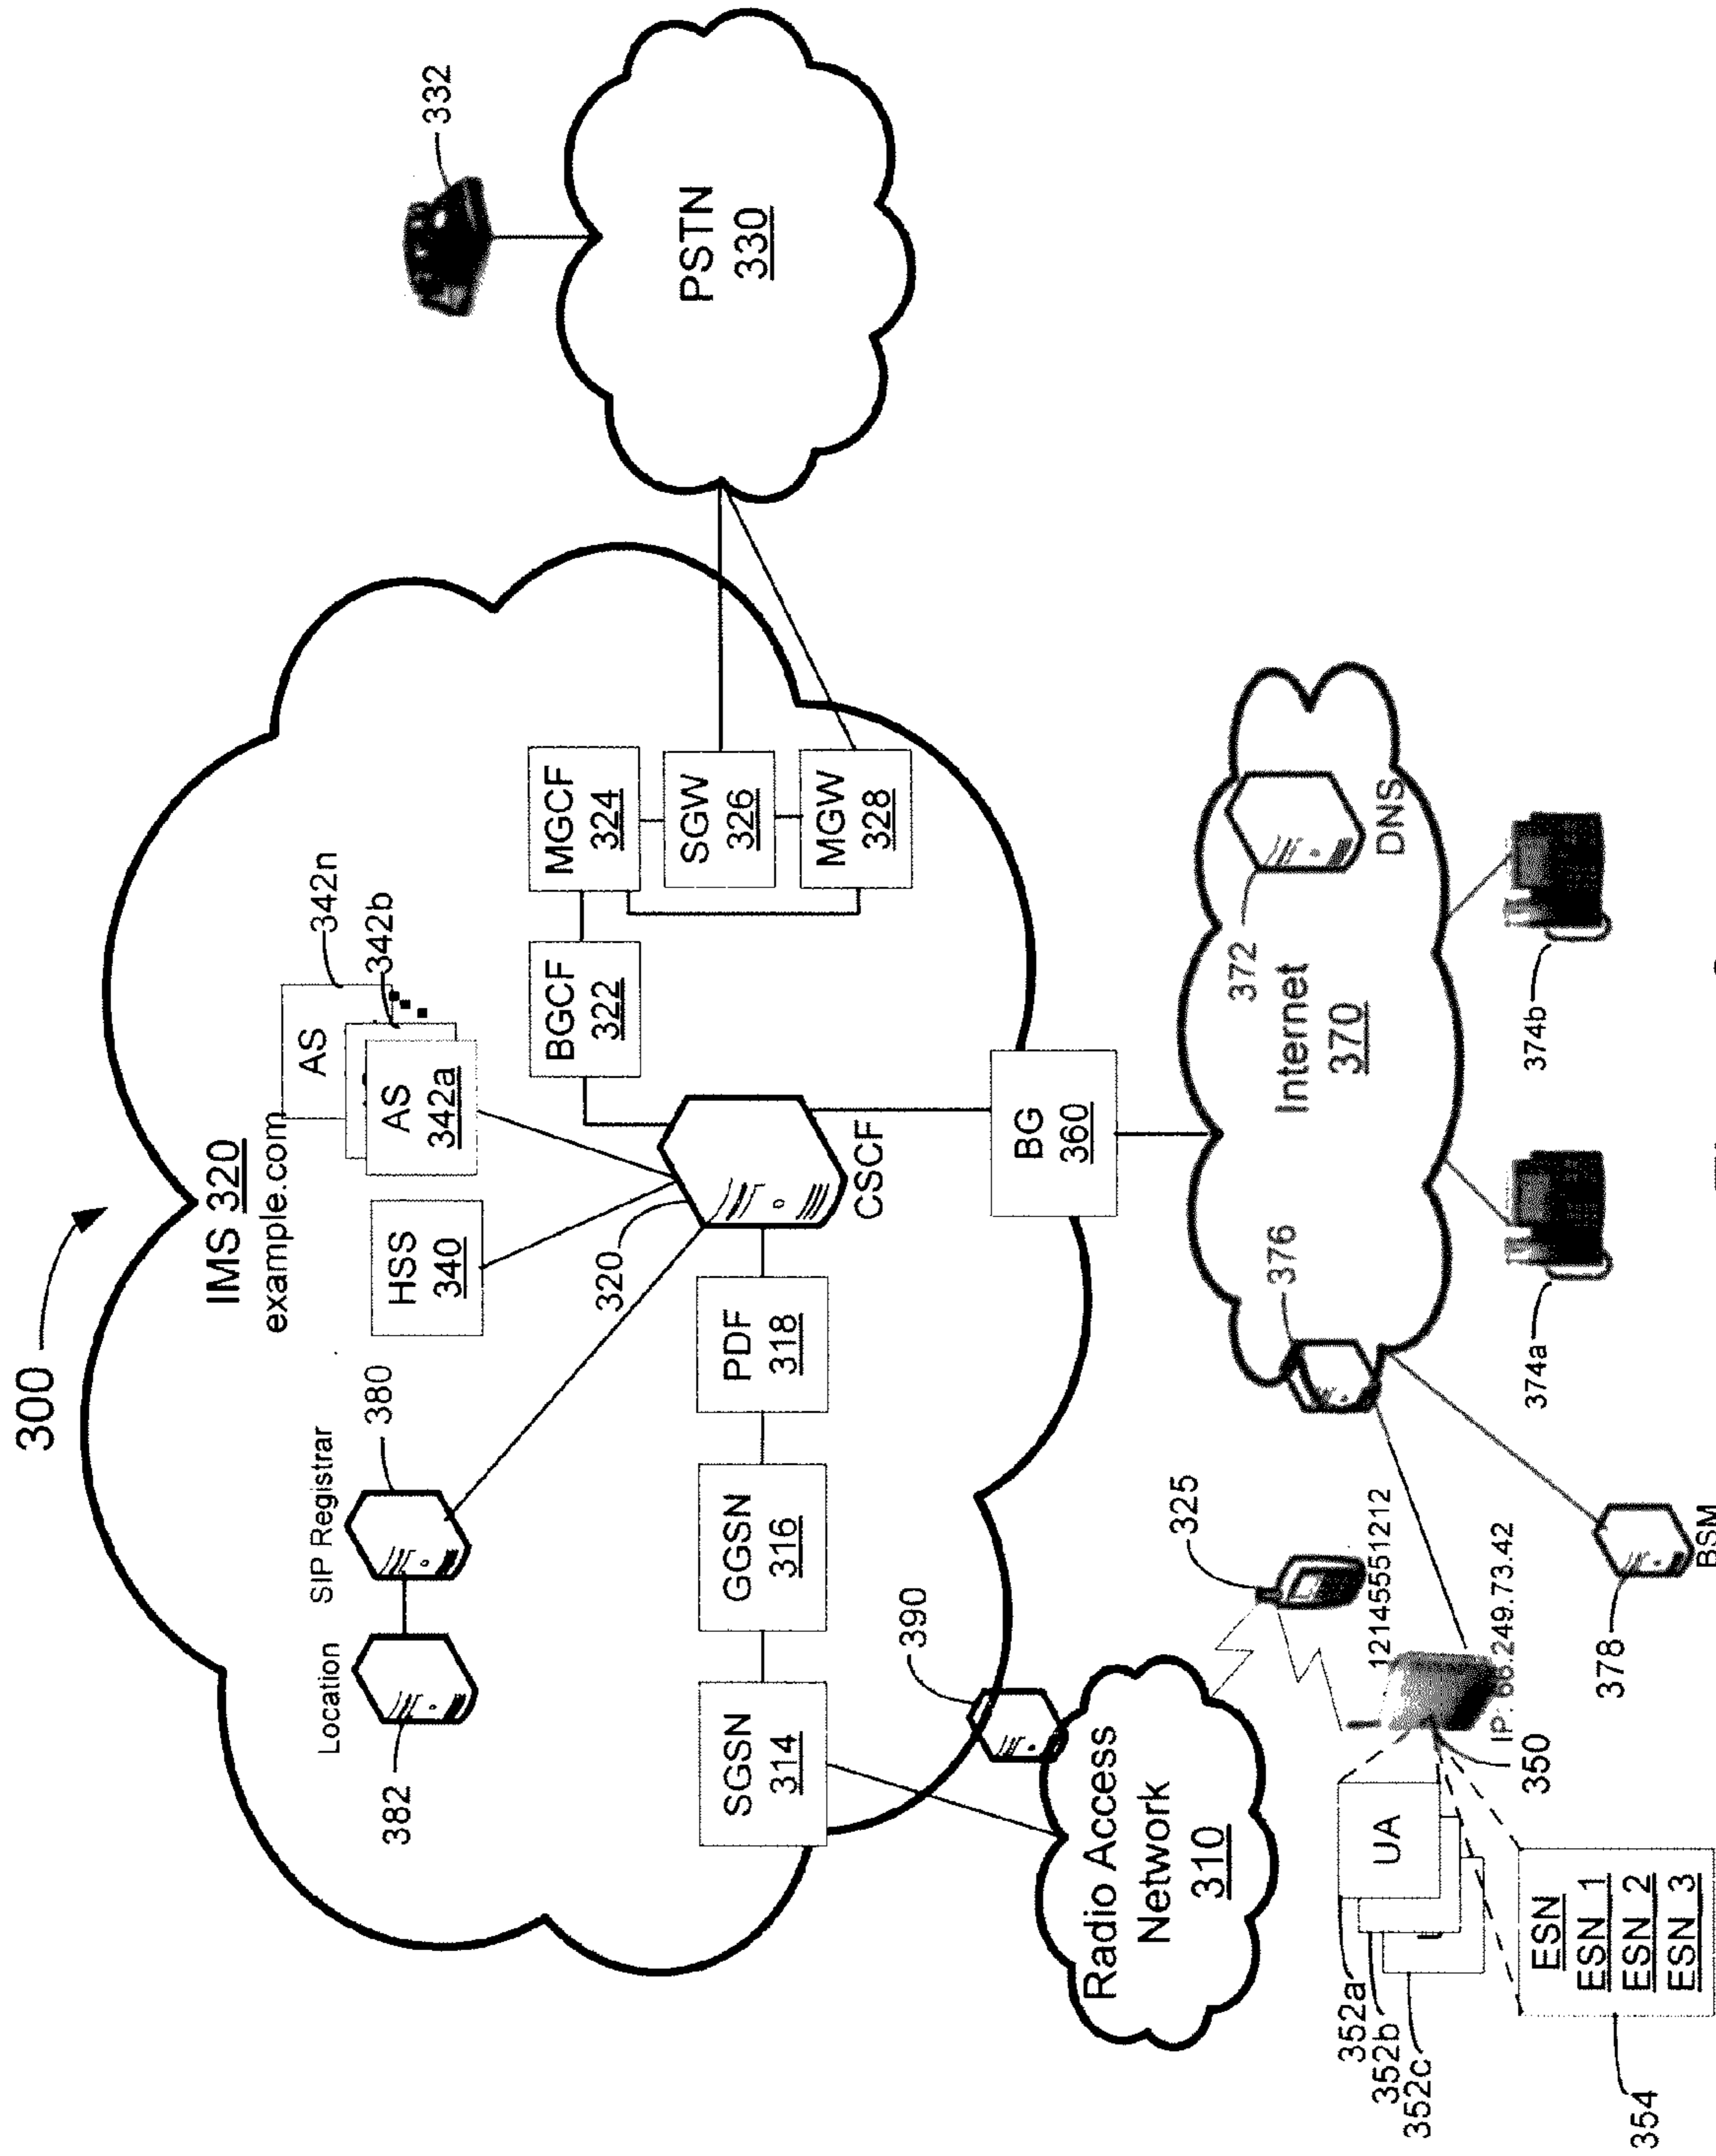 300
IMS 320
example.com
Location
SIP Registrar
382
380
HSS
340
AS
342n
342b
AS
342a
332
320
CSCF
BGCF
322
MGCF
324
SGW
326
MGW
328
PSTN
330
SGSN
314
GGSN
316
PDF
318
390
BG
360
Radio Access
Network
310
325
12145551212
376
Internet
370
372
DNS
352a
352b
352c
UA
IP: 66.249.73.42
350
374a
374b
354
ESN
ESN 1
ESN 2
ESN 3
378
BSM